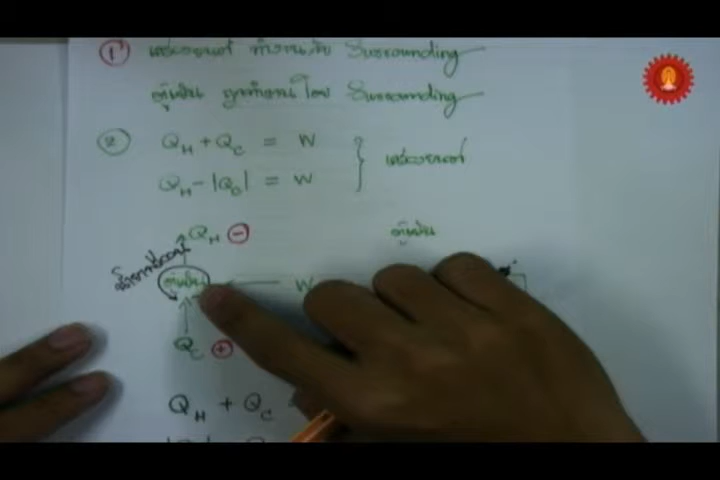 ① เครื่องยนต์ ทำงานใน Surrounding
ตู้เย็น ถูกทำงานโดย Surrounding
② Q_H + Q_C = W
Q_H - |Q_C| = W
เครื่องยนต์
Q_H ⊖
ตู้เย็น
ตู้เย็น
W
Q_C ⊕
Q_H + Q_C